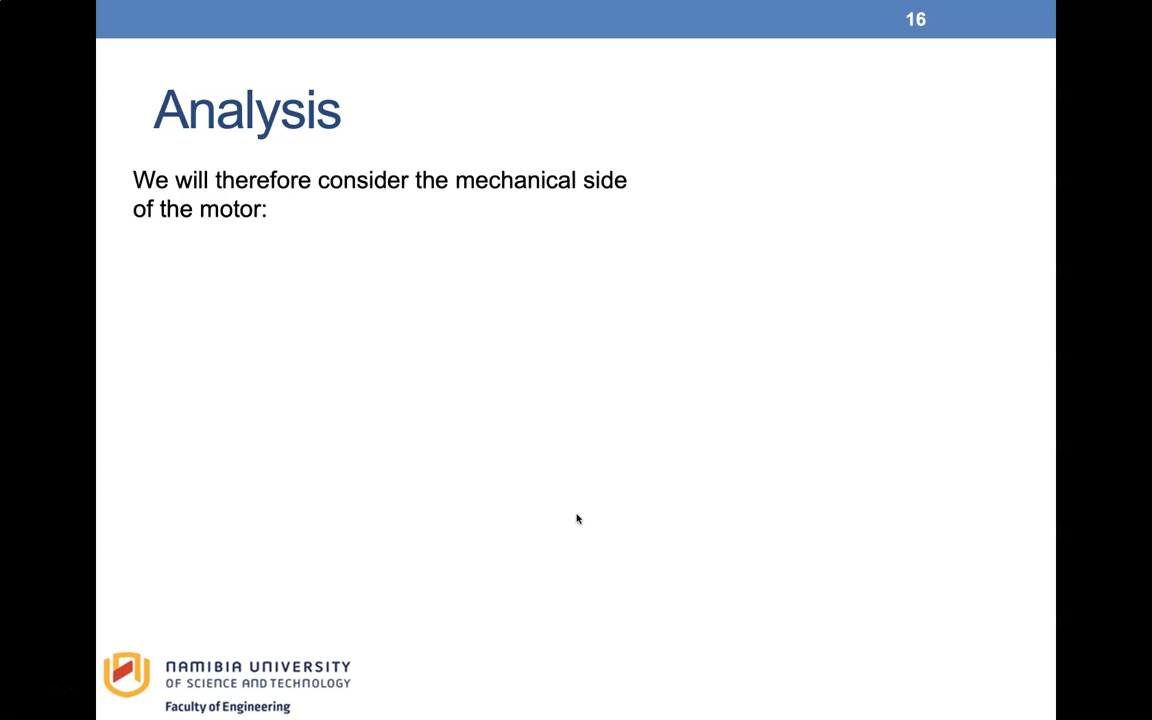 16
Analysis
We will therefore consider the mechanical side
of the motor:
NAMIBIA UNIVERSITY
OF SCIENCE AND TECHNOLOGY
Faculty of Engineering